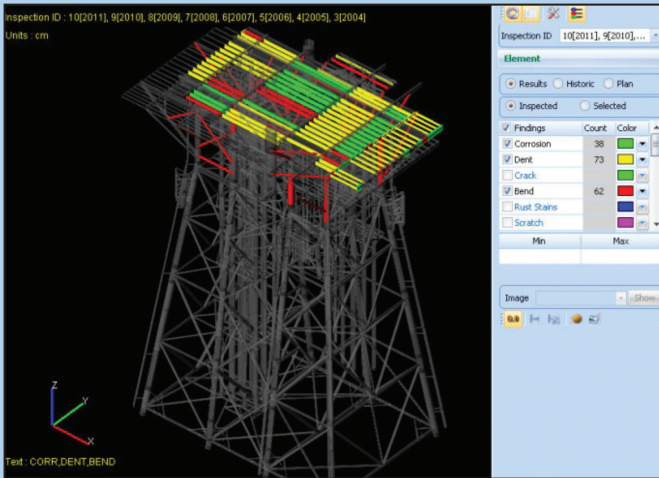 Inspection ID : 10[2011], 9[2010], 8[2009], 7[2008], 6[2007], 5[2006], 4[2005], 3[2004]
Units : cm
Z
Y
X
Text : CORR,DENT,BEND
Inspection ID 10[2011], 9[2010],...
Element
Results Historic Plan
Inspected Selected
Findings Count Color
Corrosion 38
Dent 73
Crack
Bend 62
Rust Stains
Scratch
Min Max
Image Show